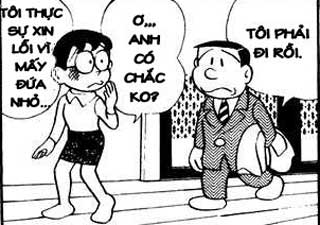 TÔI THỰC
SỰ XIN
LỖI VÌ
MẤY
ĐỨA
NHỎ...
Ơ...
ANH
CÓ
CHẮC
KO?
TÔI PHẢI
ĐI RỒI.